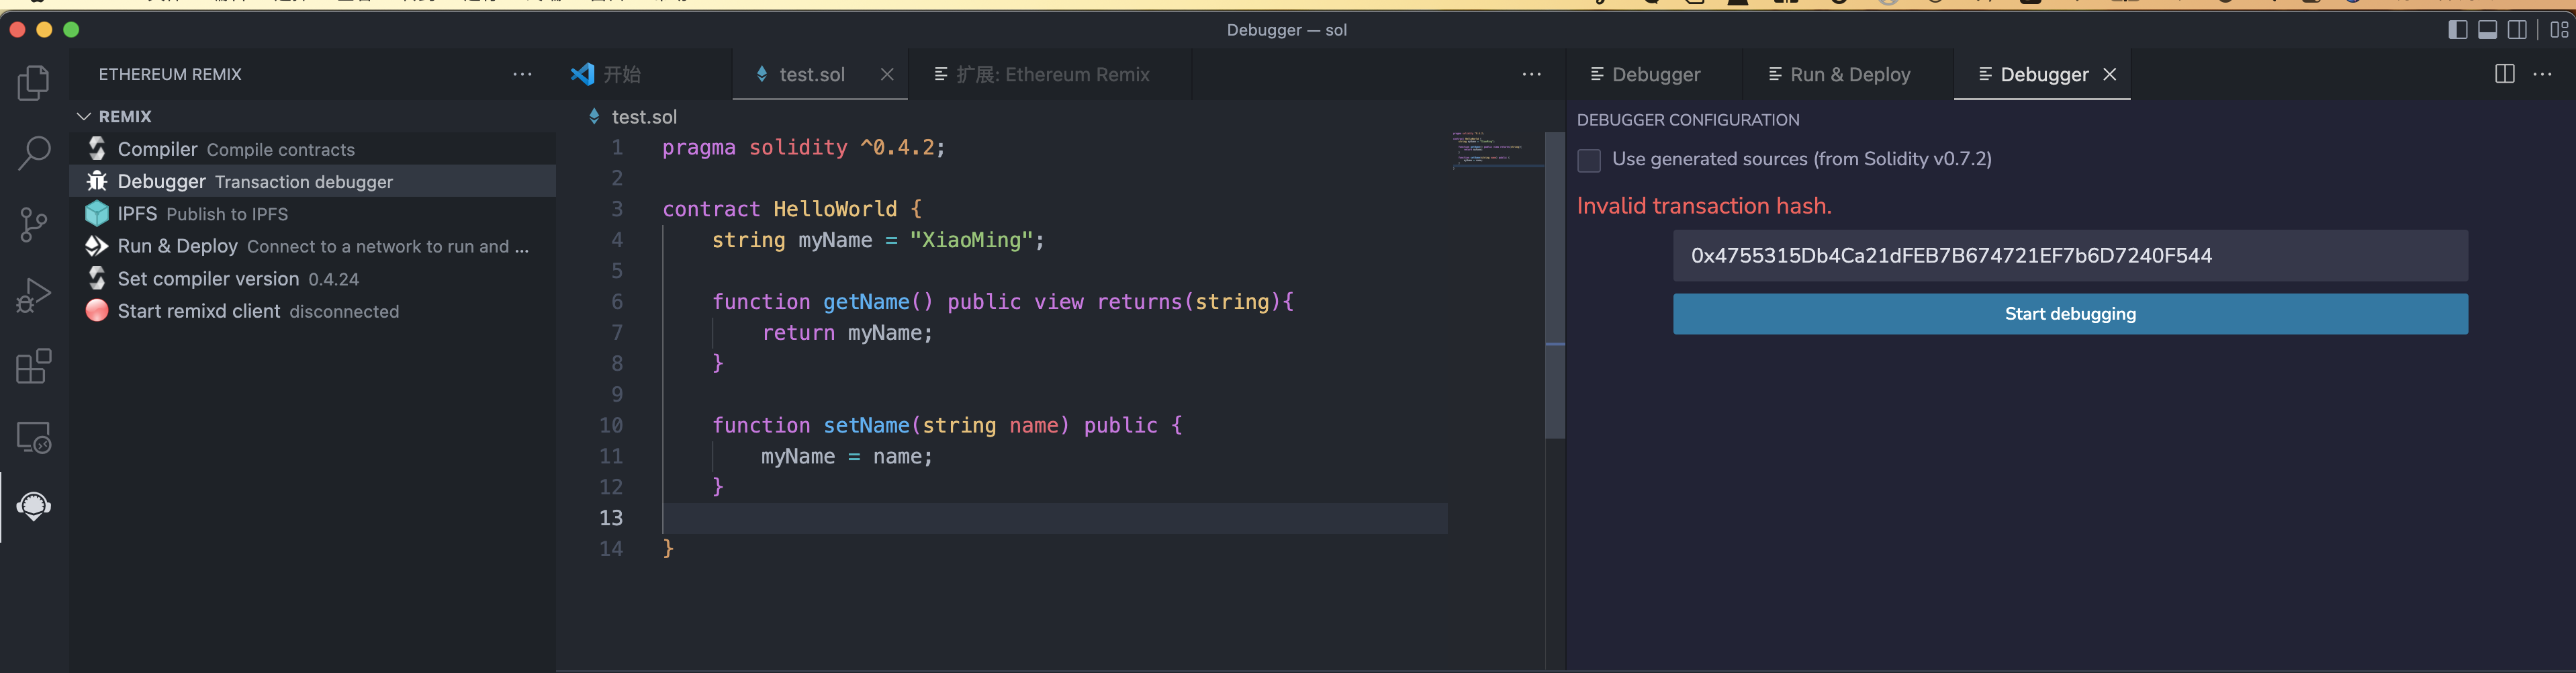 Debugger — sol
ETHEREUM REMIX
开始
test.sol
扩展: Ethereum Remix
Debugger
Run & Deploy
Debugger
REMIX
Compiler Compile contracts
Debugger Transaction debugger
IPFS Publish to IPFS
Run & Deploy Connect to a network to run and ...
Set compiler version 0.4.24
Start remixd client disconnected
test.sol
1 pragma solidity ^0.4.2;
2
3 contract HelloWorld {
4 string myName = "XiaoMing";
5
6 function getName() public view returns(string){
7 return myName;
8 }
9
10 function setName(string name) public {
11 myName = name;
12 }
13
14 }
DEBUGGER CONFIGURATION
Use generated sources (from Solidity v0.7.2)
Invalid transaction hash.
0x4755315Db4Ca21dFEB7B674721EF7b6D7240F544
Start debugging